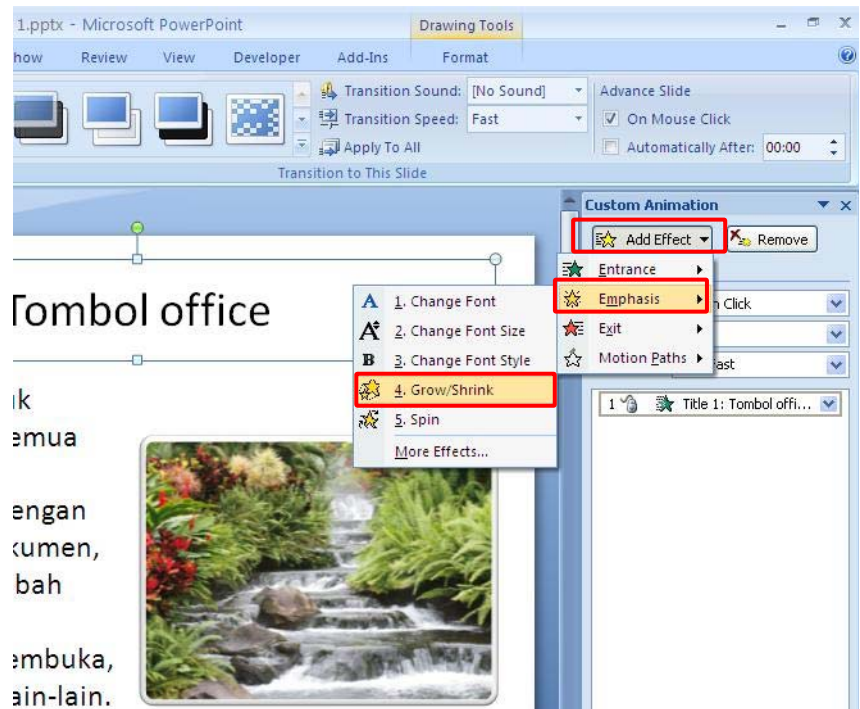 1.pptx - Microsoft PowerPoint Drawing Tools
how Review View Developer Add-Ins Format
Transition Sound: [No Sound]
Transition Speed: Fast
Apply To All
Transition to This Slide
Advance Slide
On Mouse Click
Automatically After: 00:00
Custom Animation
Add Effect Remove
Entrance
Emphasis
Exit
Motion Paths
Click
ast
1. Change Font
2. Change Font Size
3. Change Font Style
4. Grow/Shrink
5. Spin
More Effects...
1 Title 1: Tombol offi...
Tombol office
emua
engan
kumen,
bah
embuka,
ain-lain.